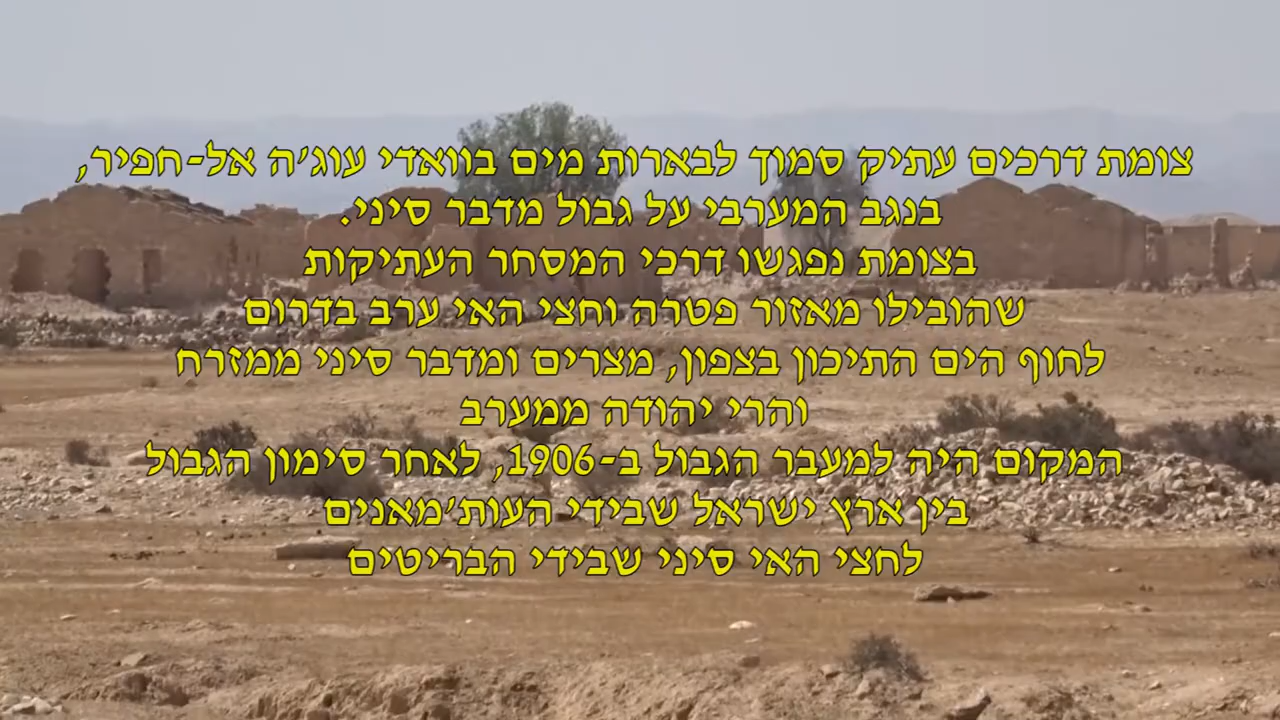 צומת דרכים עתיק סמוך לבארות מים בוואדי עוג'ה אל-חפיר,
בנגב המערבי על גבול מדבר סיני.
בצומת נפגשו דרכי המסחר העתיקות
שהובילו מאזור פטרה וחצי האי ערב בדרום
לחוף הים התיכון בצפון, מצרים ומדבר סיני ממזרח
והרי יהודה ממערב
המקום היה למעבר הגבול ב-1906, לאחר סימון הגבול
בין ארץ ישראל שבידי העות'מאנים
לחצי האי סיני שבידי הבריטים